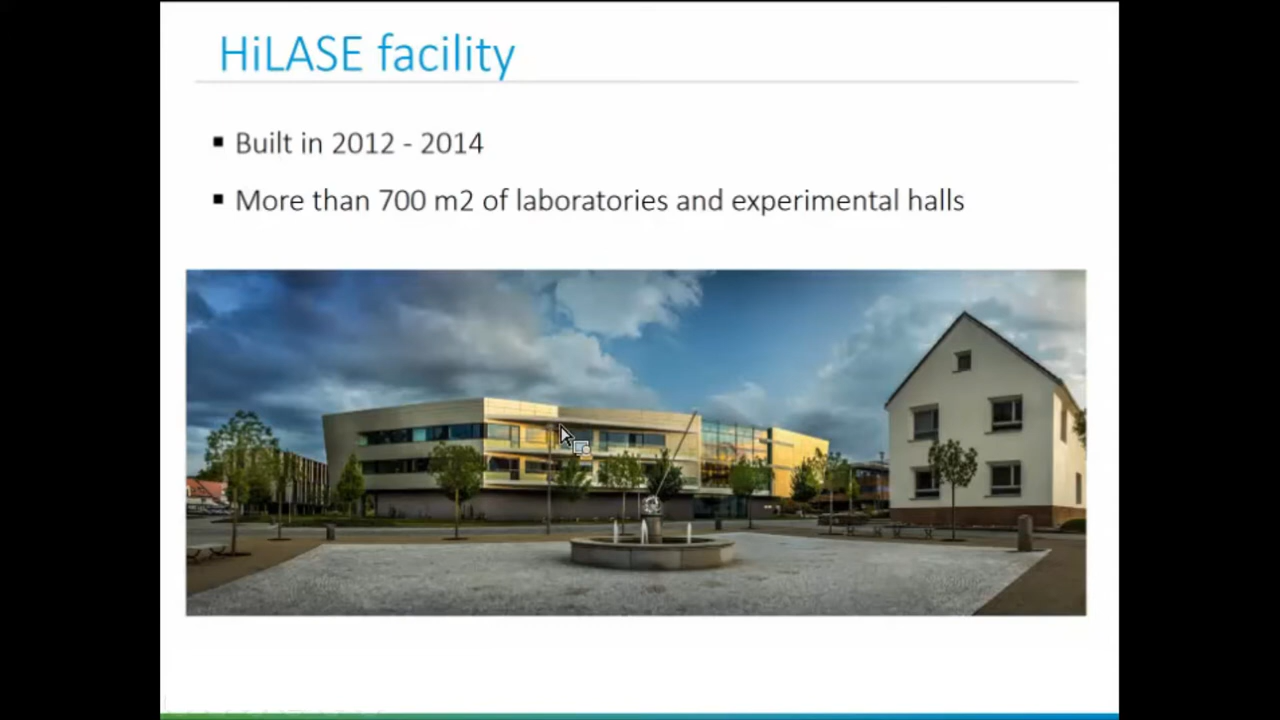 HiLASE facility
▪ Built in 2012 - 2014
▪ More than 700 m2 of laboratories and experimental halls